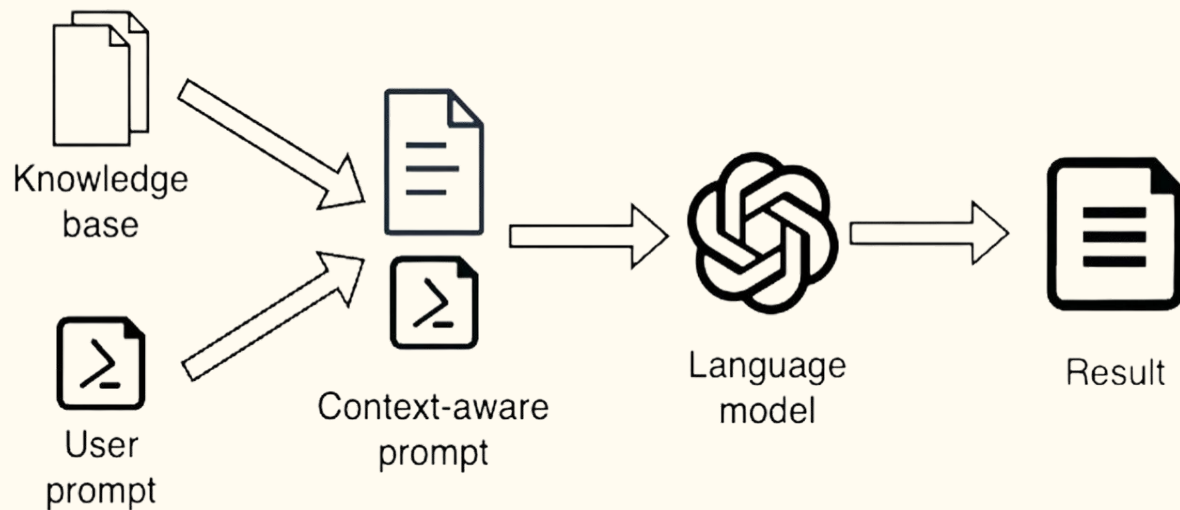 Knowledge
base
User
prompt
Context-aware
prompt
Language
model
Result